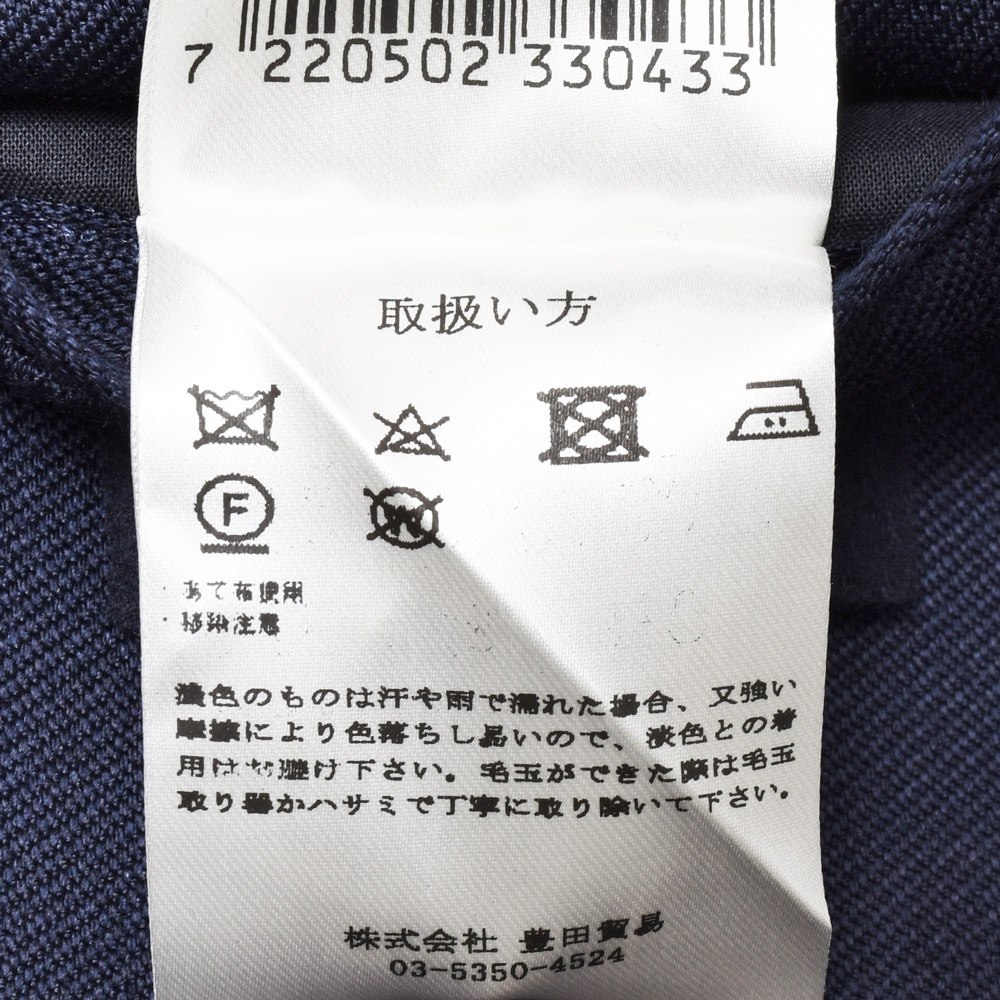 7 220502 330433
取扱い方
F
W
あて布使用
移染注意
濃色のものは汗や雨で濡れた場合、又強い
摩擦により色落ちし易いので、淡色との着
用はお避け下さい。毛玉ができた際は毛玉
取り器かハサミで丁寧に取り除いて下さい。
株式会社 豊田貿易
03-5350-4524